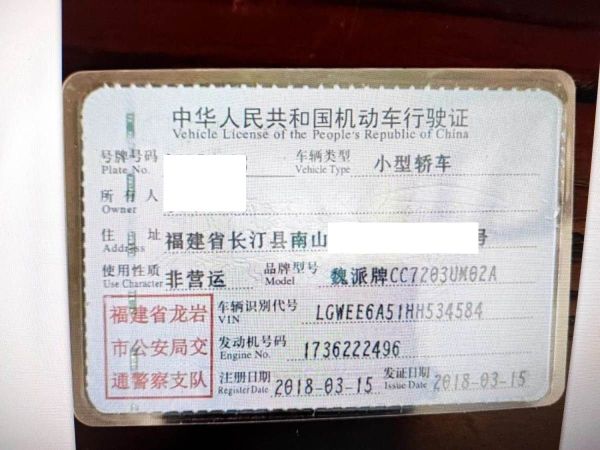 中华人民共和国机动车行驶证
Vehicle License of the People's Republic of China
号牌号码 车辆类型 小型轿车
Plate No. Vehicle Type
所有人
Owner
住址 福建省长汀县南山 号
Address
使用性质 非营运 品牌型号 魏派牌CC7203UM02A
Use Character Model
福建省龙岩 车辆识别代号 LGWEE6A51HH534584
VIN
市公安局交 发动机号码 1736222496
Engine No.
通警察支队 注册日期 2018-03-15 发证日期 2018-03-15
Register Date Issue Date